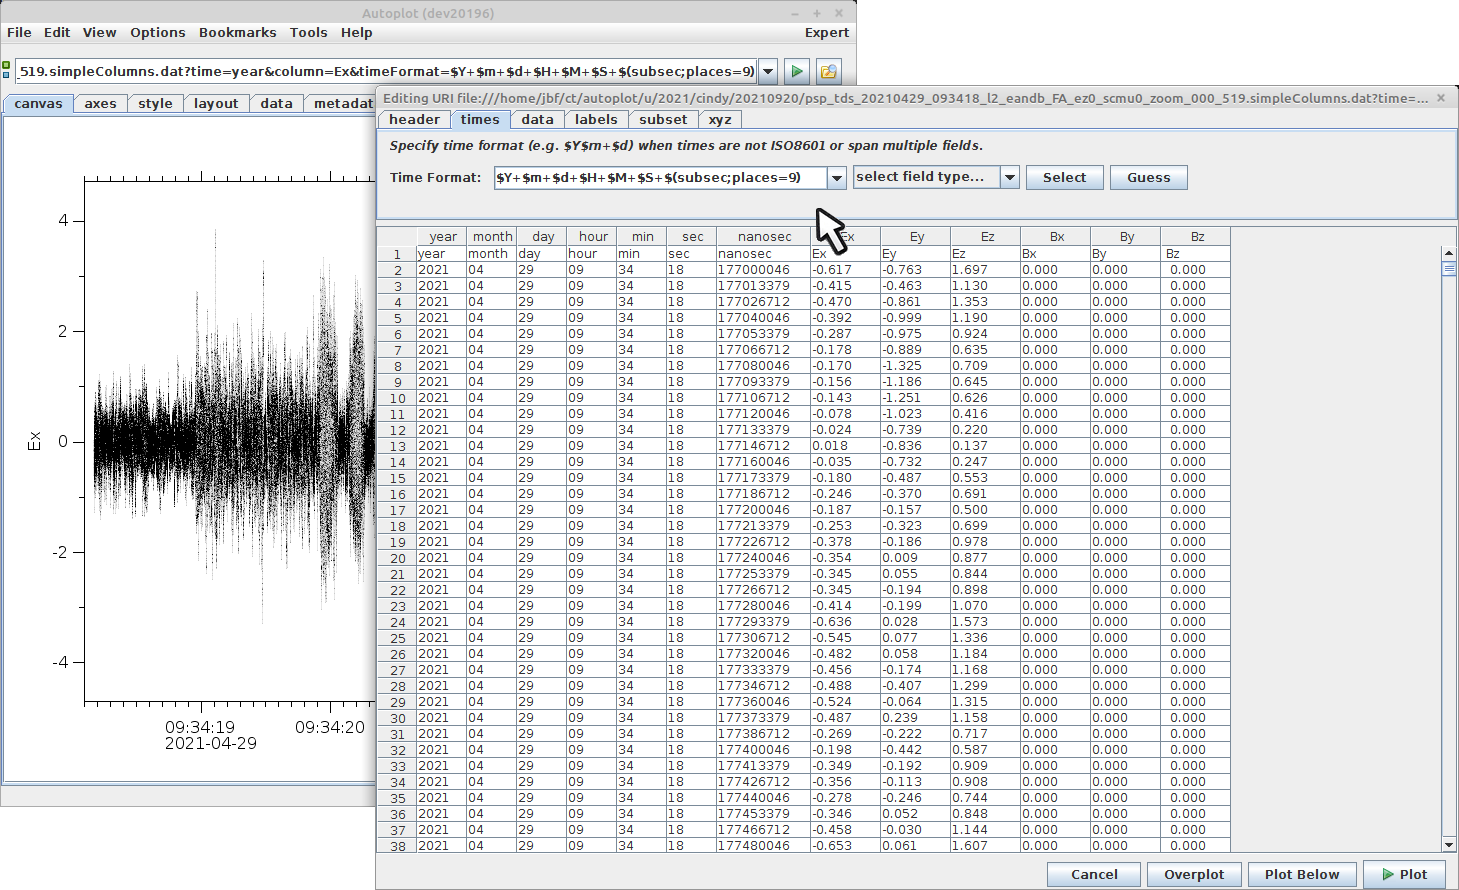 Autoplot (dev20196)
File Edit View Options Bookmarks Tools Help Expert
_519.simpleColumns.dat?time=year&column=Ex&timeFormat=$Y+$m+$d+$H+$M+$S+$(subsec;places=9)
canvas axes style layout data metadat
Editing URI file:///home/jbf/ct/autoplot/u/2021/cindy/20210920/psp_tds_20210429_093418_l2_eandb_FA_ez0_scmu0_zoom_000_519.simpleColumns.dat?time=...
header times data labels subset xyz
Specify time format (e.g. $Y$m+$d) when times are not ISO8601 or span multiple fields.
Time Format: $Y+$m+$d+$H+$M+$S+$(subsec;places=9) select field type... Select Guess
year month day hour min sec nanosec Ex Ey Ez Bx By Bz
1 year month day hour min sec nanosec Ex Ey Ez Bx By Bz
2 2021 04 29 09 34 18 177000046 -0.617 -0.763 1.697 0.000 0.000 0.000
3 2021 04 29 09 34 18 177013379 -0.415 -0.463 1.130 0.000 0.000 0.000
4 2021 04 29 09 34 18 177026712 -0.470 -0.861 1.353 0.000 0.000 0.000
5 2021 04 29 09 34 18 177040046 -0.392 -0.999 1.190 0.000 0.000 0.000
6 2021 04 29 09 34 18 177053379 -0.287 -0.975 0.924 0.000 0.000 0.000
7 2021 04 29 09 34 18 177066712 -0.178 -0.889 0.635 0.000 0.000 0.000
8 2021 04 29 09 34 18 177080046 -0.170 -1.325 0.709 0.000 0.000 0.000
9 2021 04 29 09 34 18 177093379 -0.156 -1.186 0.645 0.000 0.000 0.000
10 2021 04 29 09 34 18 177106712 -0.143 -1.251 0.626 0.000 0.000 0.000
11 2021 04 29 09 34 18 177120046 -0.078 -1.023 0.416 0.000 0.000 0.000
12 2021 04 29 09 34 18 177133379 -0.024 -0.739 0.220 0.000 0.000 0.000
13 2021 04 29 09 34 18 177146712 0.018 -0.836 0.137 0.000 0.000 0.000
14 2021 04 29 09 34 18 177160046 -0.035 -0.732 0.247 0.000 0.000 0.000
15 2021 04 29 09 34 18 177173379 -0.180 -0.487 0.553 0.000 0.000 0.000
16 2021 04 29 09 34 18 177186712 -0.246 -0.370 0.691 0.000 0.000 0.000
17 2021 04 29 09 34 18 177200046 -0.187 -0.157 0.500 0.000 0.000 0.000
18 2021 04 29 09 34 18 177213379 -0.253 -0.323 0.699 0.000 0.000 0.000
19 2021 04 29 09 34 18 177226712 -0.378 -0.186 0.978 0.000 0.000 0.000
20 2021 04 29 09 34 18 177240046 -0.354 0.009 0.877 0.000 0.000 0.000
21 2021 04 29 09 34 18 177253379 -0.345 0.055 0.844 0.000 0.000 0.000
22 2021 04 29 09 34 18 177266712 -0.345 -0.194 0.898 0.000 0.000 0.000
23 2021 04 29 09 34 18 177280046 -0.414 -0.199 1.070 0.000 0.000 0.000
24 2021 04 29 09 34 18 177293379 -0.636 0.028 1.573 0.000 0.000 0.000
25 2021 04 29 09 34 18 177306712 -0.545 0.077 1.336 0.000 0.000 0.000
26 2021 04 29 09 34 18 177320046 -0.482 0.058 1.184 0.000 0.000 0.000
27 2021 04 29 09 34 18 177333379 -0.456 -0.174 1.168 0.000 0.000 0.000
28 2021 04 29 09 34 18 177346712 -0.488 -0.407 1.299 0.000 0.000 0.000
29 2021 04 29 09 34 18 177360046 -0.524 -0.064 1.315 0.000 0.000 0.000
30 2021 04 29 09 34 18 177373379 -0.487 0.239 1.158 0.000 0.000 0.000
31 2021 04 29 09 34 18 177386712 -0.269 -0.222 0.717 0.000 0.000 0.000
32 2021 04 29 09 34 18 177400046 -0.198 -0.442 0.587 0.000 0.000 0.000
33 2021 04 29 09 34 18 177413379 -0.349 -0.192 0.909 0.000 0.000 0.000
34 2021 04 29 09 34 18 177426712 -0.356 -0.113 0.908 0.000 0.000 0.000
35 2021 04 29 09 34 18 177440046 -0.278 -0.246 0.744 0.000 0.000 0.000
36 2021 04 29 09 34 18 177453379 -0.346 0.052 0.848 0.000 0.000 0.000
37 2021 04 29 09 34 18 177466712 -0.458 -0.030 1.144 0.000 0.000 0.000
38 2021 04 29 09 34 18 177480046 -0.653 0.061 1.607 0.000 0.000 0.000
Cancel Overplot Plot Below Plot
4
2
0
-2
-4
Ex
09:34:19 09:34:20
2021-04-29